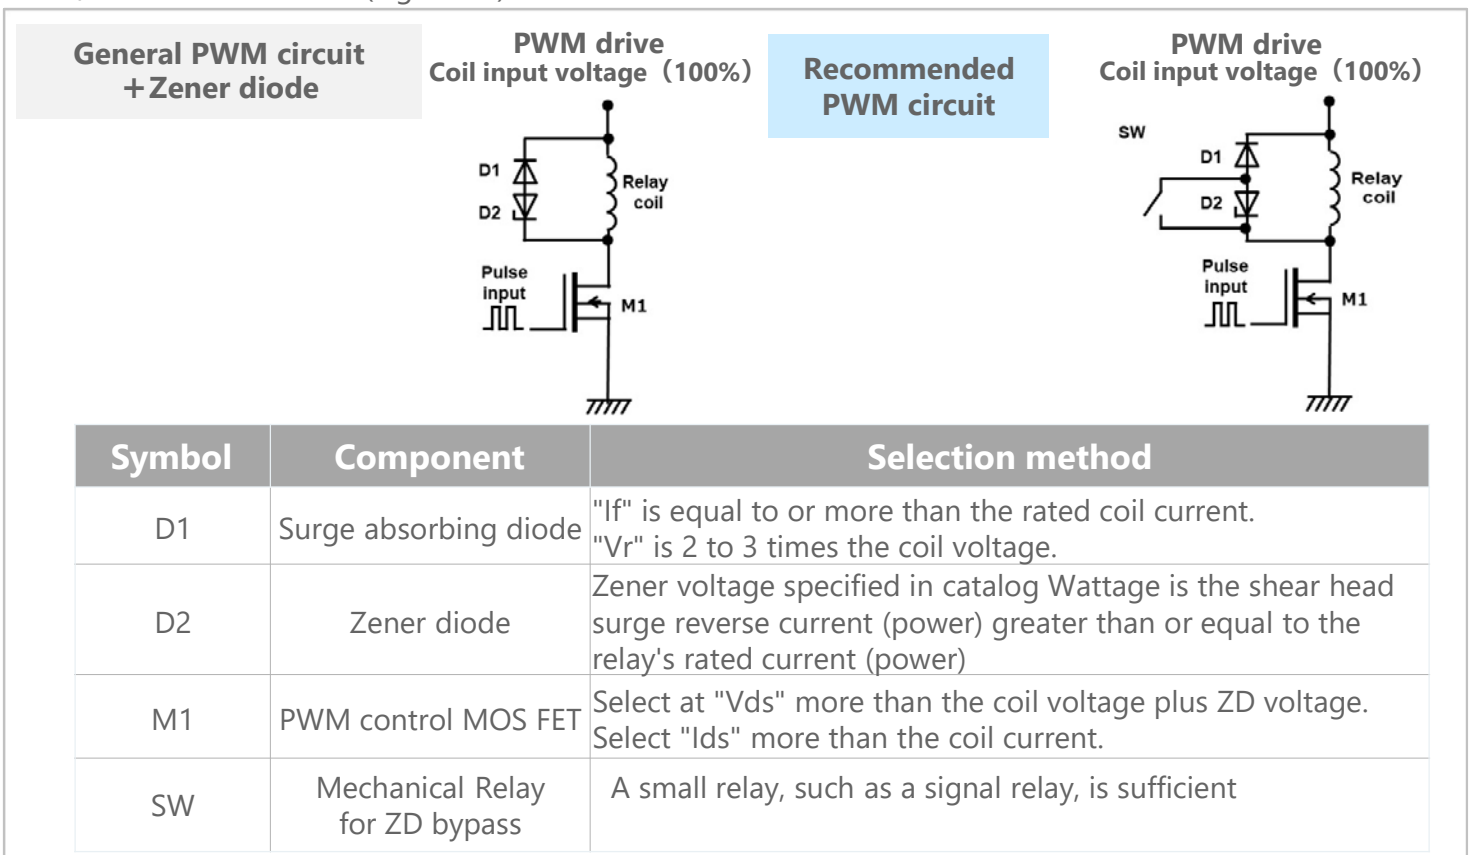 General PWM circuit
＋Zener diode
PWM drive
Coil input voltage（100%）
D1
D2
Relay
coil
Pulse
input
M1
Recommended
PWM circuit
PWM drive
Coil input voltage（100%）
SW
D1
D2
Relay
coil
Pulse
input
M1
Symbol Component Selection method
D1 Surge absorbing diode "If" is equal to or more than the rated coil current.
"Vr" is 2 to 3 times the coil voltage.
D2 Zener diode Zener voltage specified in catalog Wattage is the shear head
surge reverse current (power) greater than or equal to the
relay's rated current (power)
M1 PWM control MOS FET Select at "Vds" more than the coil voltage plus ZD voltage.
Select "Ids" more than the coil current.
SW Mechanical Relay
for ZD bypass
A small relay, such as a signal relay, is sufficient